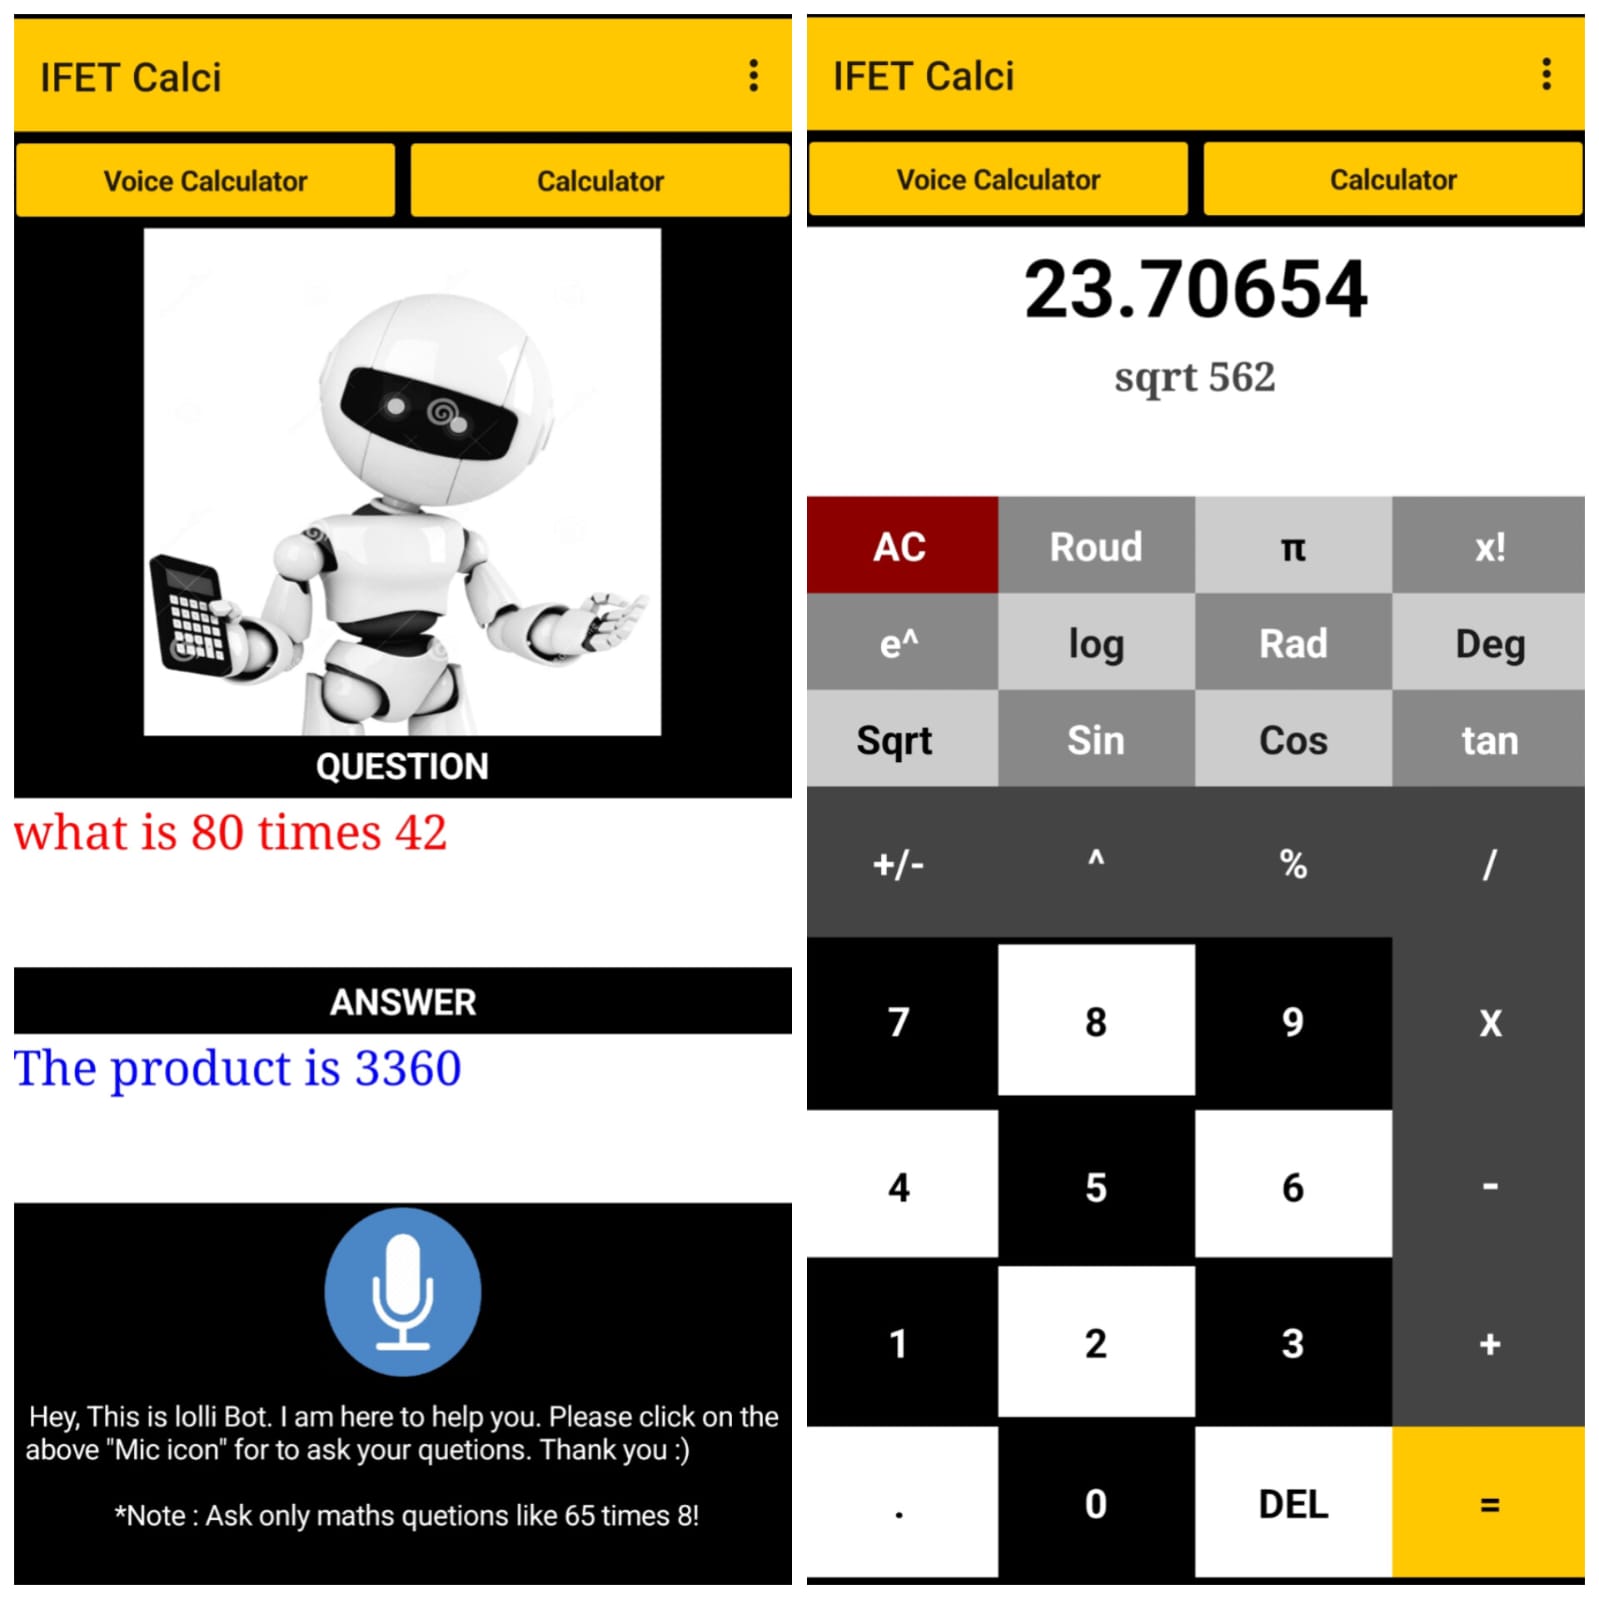 IFET Calci
Voice Calculator
Calculator
QUESTION
what is 80 times 42
ANSWER
The product is 3360
Hey, This is lolli Bot. I am here to help you. Please click on the
above "Mic icon" for to ask your quetions. Thank you :)
*Note : Ask only maths quetions like 65 times 8!
IFET Calci
Voice Calculator
Calculator
23.70654
sqrt 562
AC Roud π x!
e^ log Rad Deg
Sqrt Sin Cos tan
+/- ^ % /
7 8 9 X
4 5 6 -
1 2 3 +
. 0 DEL =